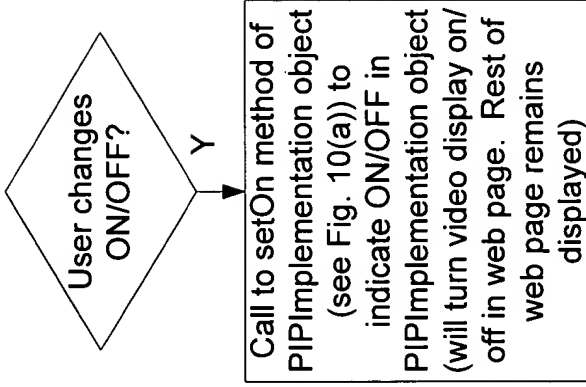 User changes
ON/OFF?
Y
Call to setOn method of
PIPImplementation object
(see Fig. 10(a)) to
indicate ON/OFF in
PIPImplementation object
(will turn video display on/
off in web page. Rest of
web page remains
displayed)